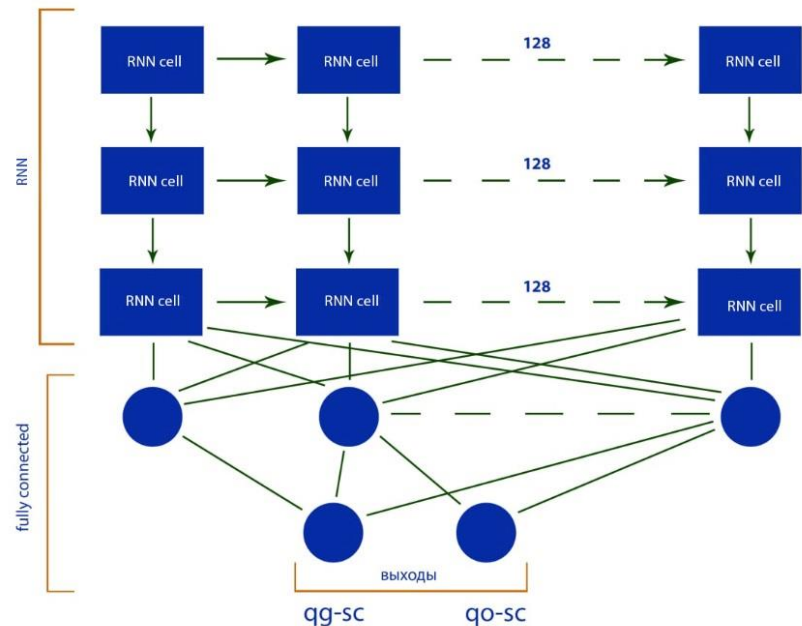 128
RNN cell
RNN cell
RNN cell
128
RNN cell
RNN cell
RNN cell
RNN
128
RNN cell
RNN cell
RNN cell
fully connected
выходы
qg-sc
qo-sc